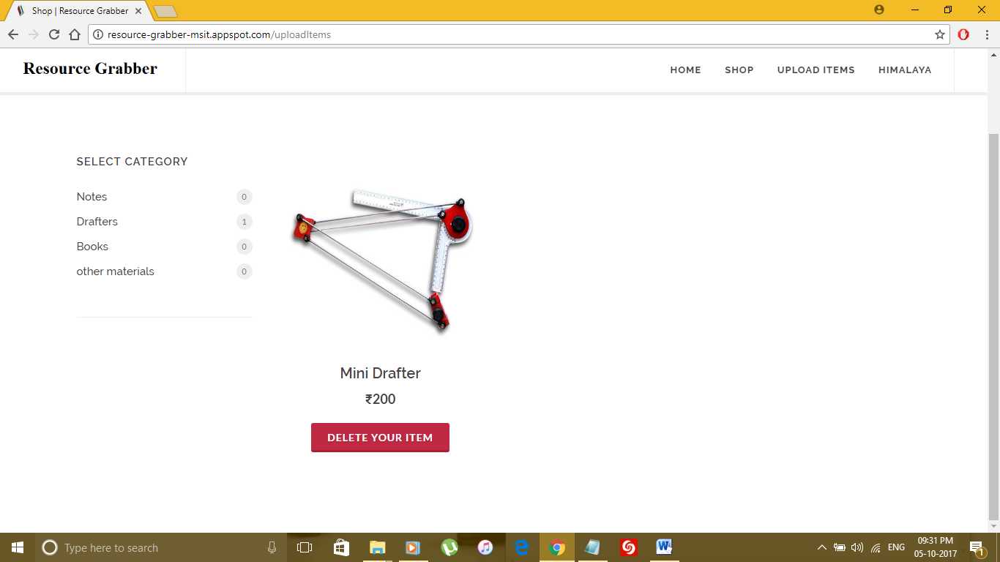 Shop | Resource Grabber
resource-grabber-msit.appspot.com/uploadItems
Resource Grabber
HOME SHOP UPLOAD ITEMS HIMALAYA
SELECT CATEGORY
Notes 0
Drafters 1
Books 0
other materials 0
Mini Drafter
₹200
DELETE YOUR ITEM
Type here to search
ENG
09:31 PM
05-10-2017
1